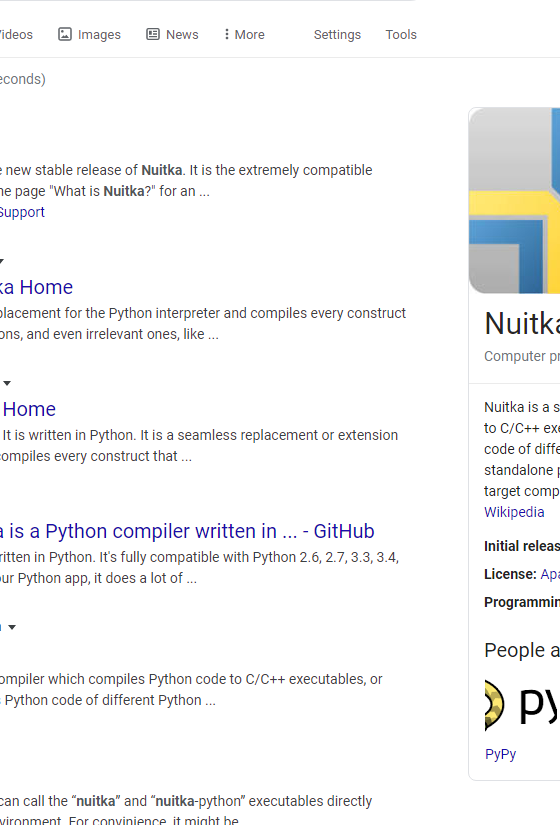 Videos Images News More Settings Tools
econds)
new stable release of Nuitka. It is the extremely compatible
page "What is Nuitka?" for an ...
Support
ka Home
placement for the Python interpreter and compiles every construct
ons, and even irrelevant ones, like ...
Home
It is written in Python. It is a seamless replacement or extension
compiles every construct that ...
is a Python compiler written in ... - GitHub
ritten in Python. It's fully compatible with Python 2.6, 2.7, 3.3, 3.4,
our Python app, it does a lot of ...
ompiler which compiles Python code to C/C++ executables, or
Python code of different Python ...
can call the “nuitka” and “nuitka-python” executables directly
vironment. For convinience, it might be
Nuitka
Computer pr
Nuitka is a s
to C/C++ exe
code of diffe
standalone p
target comp
Wikipedia
Initial releas
License: Apa
Programmin
People a
py
PyPy